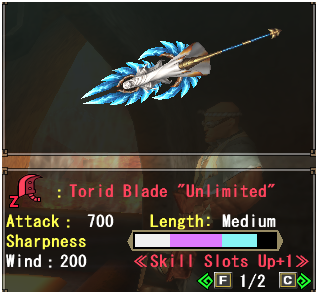 Z : Torid Blade "Unlimited"
Attack : 700 Length: Medium
Sharpness
Wind : 200 ≪Skill Slots Up+1≫
F 1/2 C